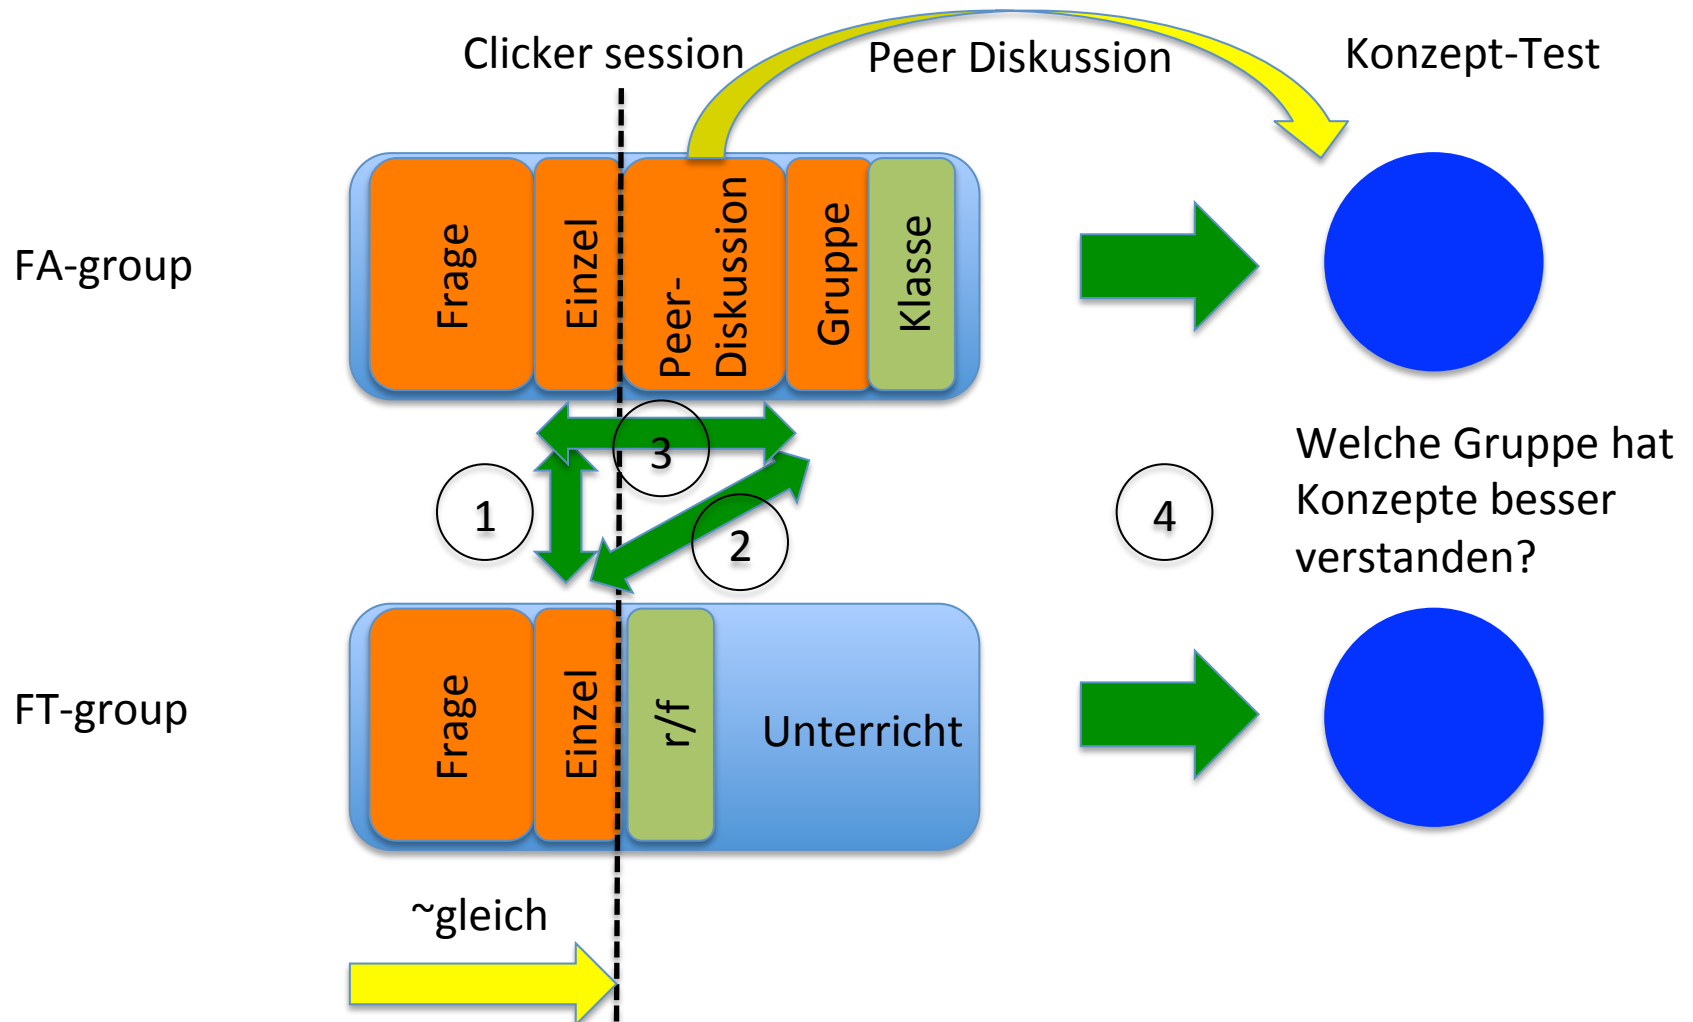 Clicker session
Peer Diskussion
Konzept-Test
FA-group
Frage
Einzel
Peer-
Diskussion
Gruppe
Klasse
3
1
2
4
Welche Gruppe hat
Konzepte besser
verstanden?
FT-group
Frage
Einzel
r/f
Unterricht
~gleich